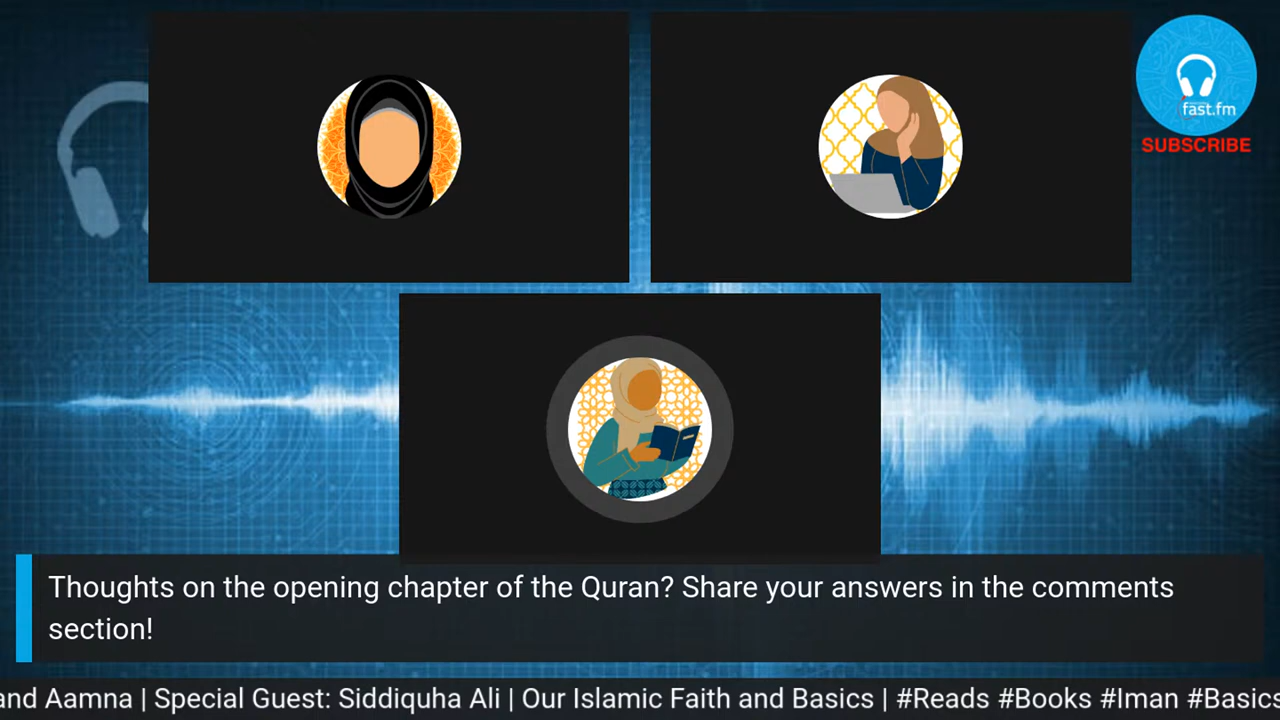 fast.fm
SUBSCRIBE
Thoughts on the opening chapter of the Quran? Share your answers in the comments
section!
and Aamna | Special Guest: Siddiquha Ali | Our Islamic Faith and Basics | #Reads #Books #Iman #Basics